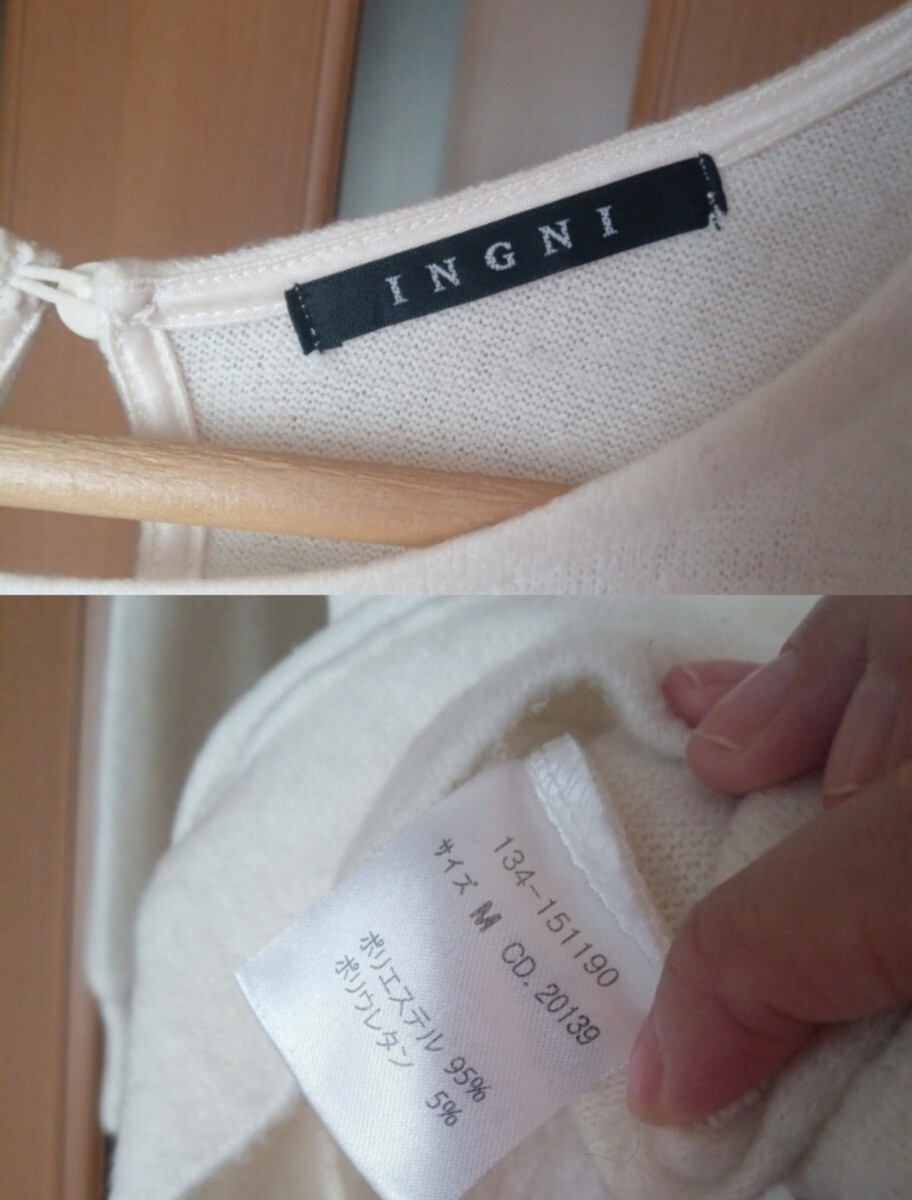 INGNI
134-151190
サイズ M CD.20139
ポリエステル 95%
ポリウレタン 5%